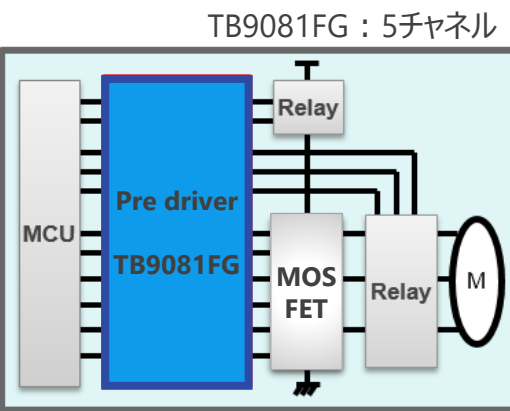 TB9081FG：5チャネル
Relay
Pre driver
MCU
TB9081FG
MOS
FET
Relay
M